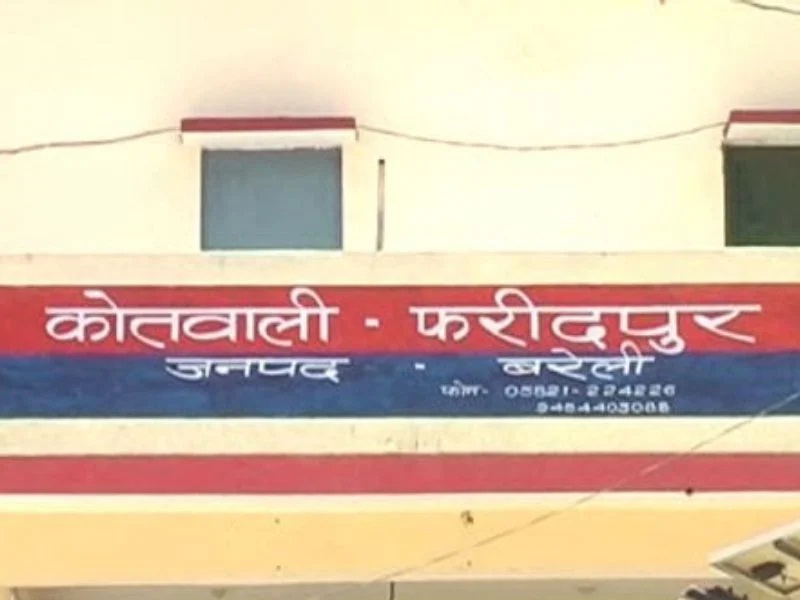 कोतवाली - फरीदपुर
जनपद - बरेली
फोन- 05821-224226
9454403088